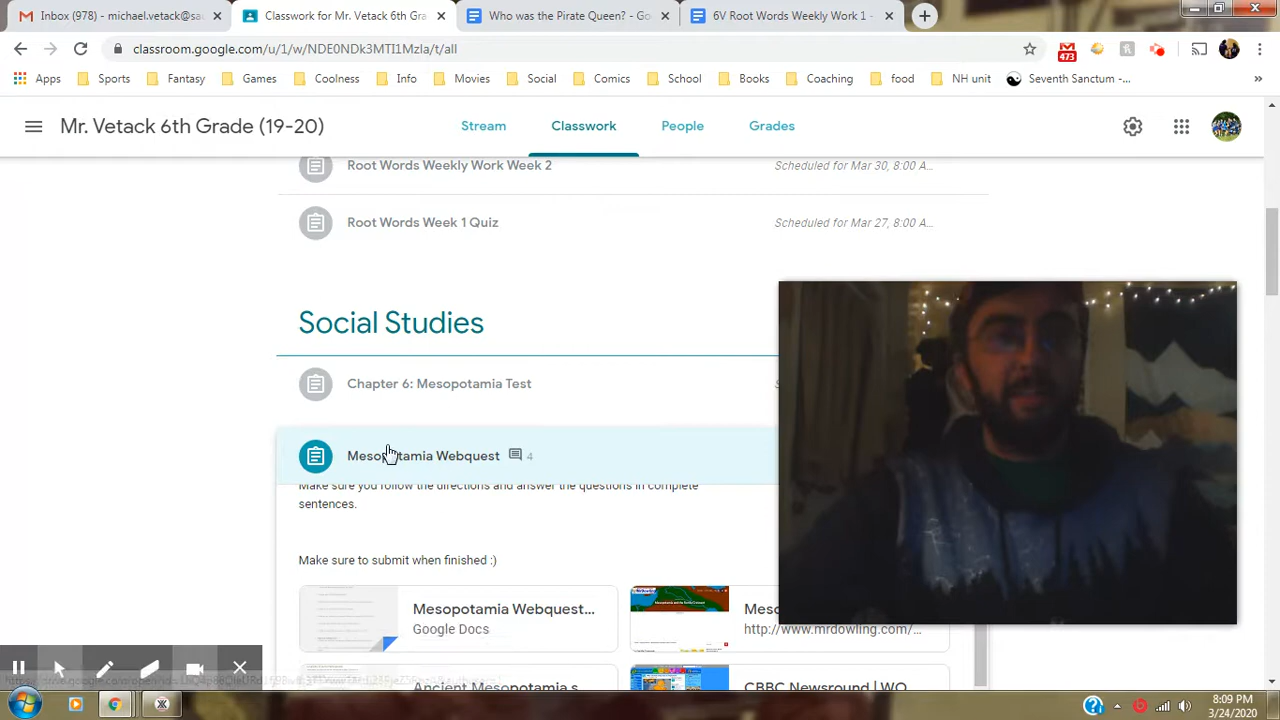 Inbox (978) - michael.vetack@sa
Classwork for Mr. Vetack 6th Gra
Who was the Pirate Queen? - Go
6V Root Words Weekly Work 1 -
classroom.google.com/u/1/w/NDE0NDk3MTI1Mzla/t/all
473
Apps Sports Fantasy Games Coolness Info Movies Social Comics School Books Coaching food NH unit Seventh Sanctum -... »
Mr. Vetack 6th Grade (19-20)
Stream Classwork People Grades
Root Words Weekly Work Week 2 Scheduled for Mar 30, 8:00 A...
Root Words Week 1 Quiz Scheduled for Mar 27, 8:00 A...
Social Studies
Chapter 6: Mesopotamia Test
Mesopotamia Webquest 4
Make sure you follow the directions and answer the questions in complete
sentences.
Make sure to submit when finished :)
Mesopotamia Webquest...
Google Docs
http://www.mrdowling.com/...
Ancient Mesopotamia s
CBBC Newsround | WO
8:09 PM
3/24/2020